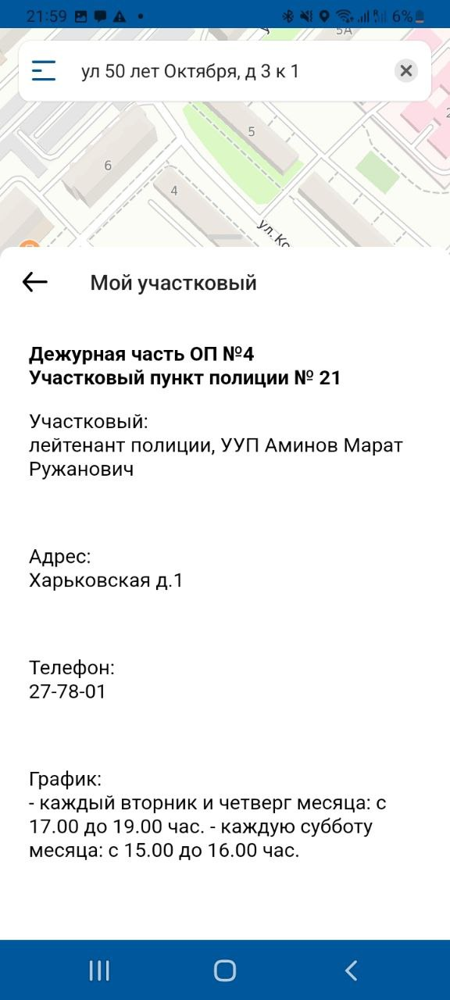 21:59
6%
5А
ул 50 лет Октября, д 3 к 1
5
2
6
4
ул. Ко
Мой участковый
Дежурная часть ОП №4
Участковый пункт полиции № 21
Участковый:
лейтенант полиции, УУП Аминов Марат
Ружанович
Адрес:
Харьковская д.1
Телефон:
27-78-01
График:
- каждый вторник и четверг месяца: с
17.00 до 19.00 час. - каждую субботу
месяца: с 15.00 до 16.00 час.